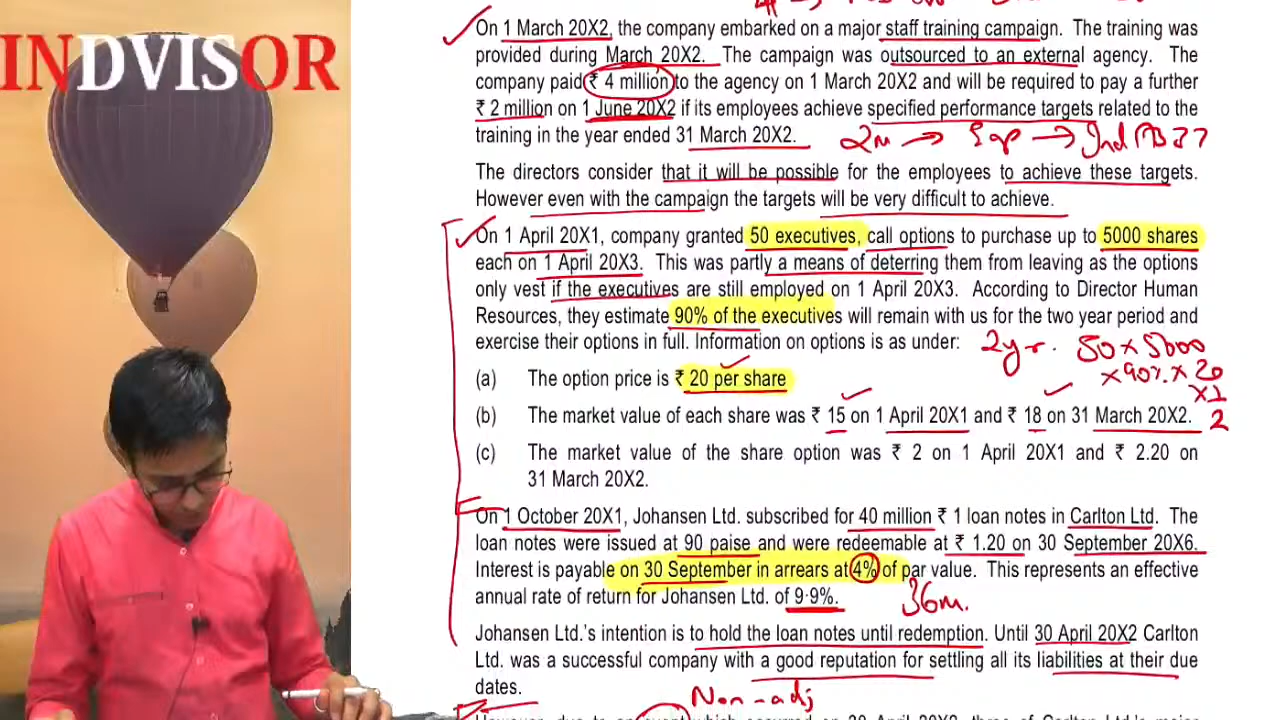 INDVISOR
On 1 March 20X2, the company embarked on a major staff training campaign. The training was
provided during March 20X2. The campaign was outsourced to an external agency. The
company paid ₹ 4 million to the agency on 1 March 20X2 and will be required to pay a further
₹ 2 million on 1 June 20X2 if its employees achieve specified performance targets related to the
training in the year ended 31 March 20X2.
2m → Exp → Ind AS 37
The directors consider that it will be possible for the employees to achieve these targets.
However even with the campaign the targets will be very difficult to achieve.
On 1 April 20X1, company granted 50 executives, call options to purchase up to 5000 shares
each on 1 April 20X3. This was partly a means of deterring them from leaving as the options
only vest if the executives are still employed on 1 April 20X3. According to Director Human
Resources, they estimate 90% of the executives will remain with us for the two year period and
exercise their options in full. Information on options is as under:
2yr. 50 x 5000
x 90% x 20
x 1
2
(a) The option price is ₹ 20 per share
(b) The market value of each share was ₹ 15 on 1 April 20X1 and ₹ 18 on 31 March 20X2.
(c) The market value of the share option was ₹ 2 on 1 April 20X1 and ₹ 2.20 on
31 March 20X2.
On 1 October 20X1, Johansen Ltd. subscribed for 40 million ₹ 1 loan notes in Carlton Ltd. The
loan notes were issued at 90 paise and were redeemable at ₹ 1.20 on 30 September 20X6.
Interest is payable on 30 September in arrears at 4% of par value. This represents an effective
annual rate of return for Johansen Ltd. of 9·9%.
36m.
Johansen Ltd.'s intention is to hold the loan notes until redemption. Until 30 April 20X2 Carlton
Ltd. was a successful company with a good reputation for settling all its liabilities at their due
dates.
Non-adj